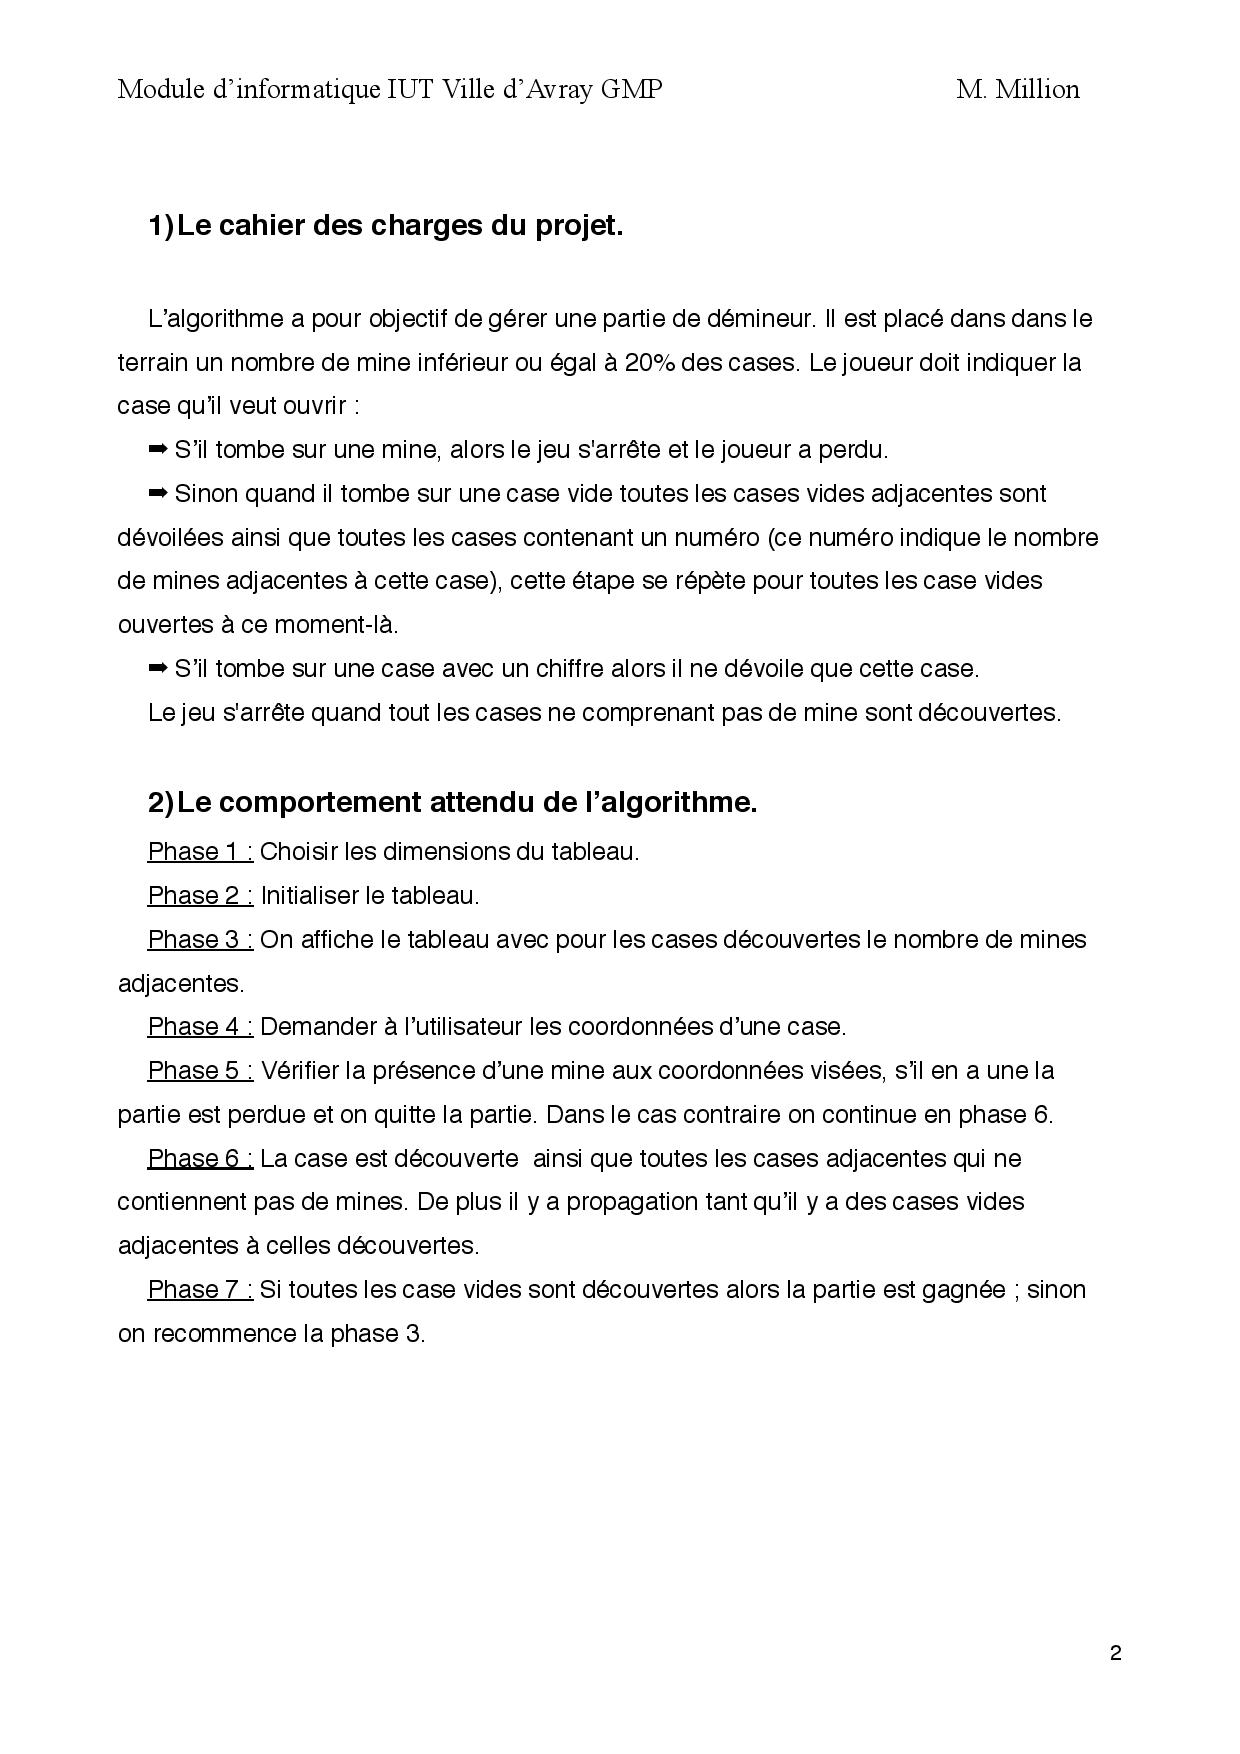 Module d’informatique IUT Ville d’Avray GMP M. Million
1) Le cahier des charges du projet.
L’algorithme a pour objectif de gérer une partie de démineur. Il est placé dans dans le
terrain un nombre de mine inférieur ou égal à 20% des cases. Le joueur doit indiquer la
case qu’il veut ouvrir :
➡ S’il tombe sur une mine, alors le jeu s'arrête et le joueur a perdu.
➡ Sinon quand il tombe sur une case vide toutes les cases vides adjacentes sont
dévoilées ainsi que toutes les cases contenant un numéro (ce numéro indique le nombre
de mines adjacentes à cette case), cette étape se répète pour toutes les case vides
ouvertes à ce moment-là.
➡ S’il tombe sur une case avec un chiffre alors il ne dévoile que cette case.
Le jeu s'arrête quand tout les cases ne comprenant pas de mine sont découvertes.
2) Le comportement attendu de l’algorithme.
Phase 1 : Choisir les dimensions du tableau.
Phase 2 : Initialiser le tableau.
Phase 3 : On affiche le tableau avec pour les cases découvertes le nombre de mines
adjacentes.
Phase 4 : Demander à l’utilisateur les coordonnées d’une case.
Phase 5 : Vérifier la présence d’une mine aux coordonnées visées, s’il en a une la
partie est perdue et on quitte la partie. Dans le cas contraire on continue en phase 6.
Phase 6 : La case est découverte  ainsi que toutes les cases adjacentes qui ne
contiennent pas de mines. De plus il y a propagation tant qu’il y a des cases vides
adjacentes à celles découvertes.
Phase 7 : Si toutes les case vides sont découvertes alors la partie est gagnée ; sinon
on recommence la phase 3.
2